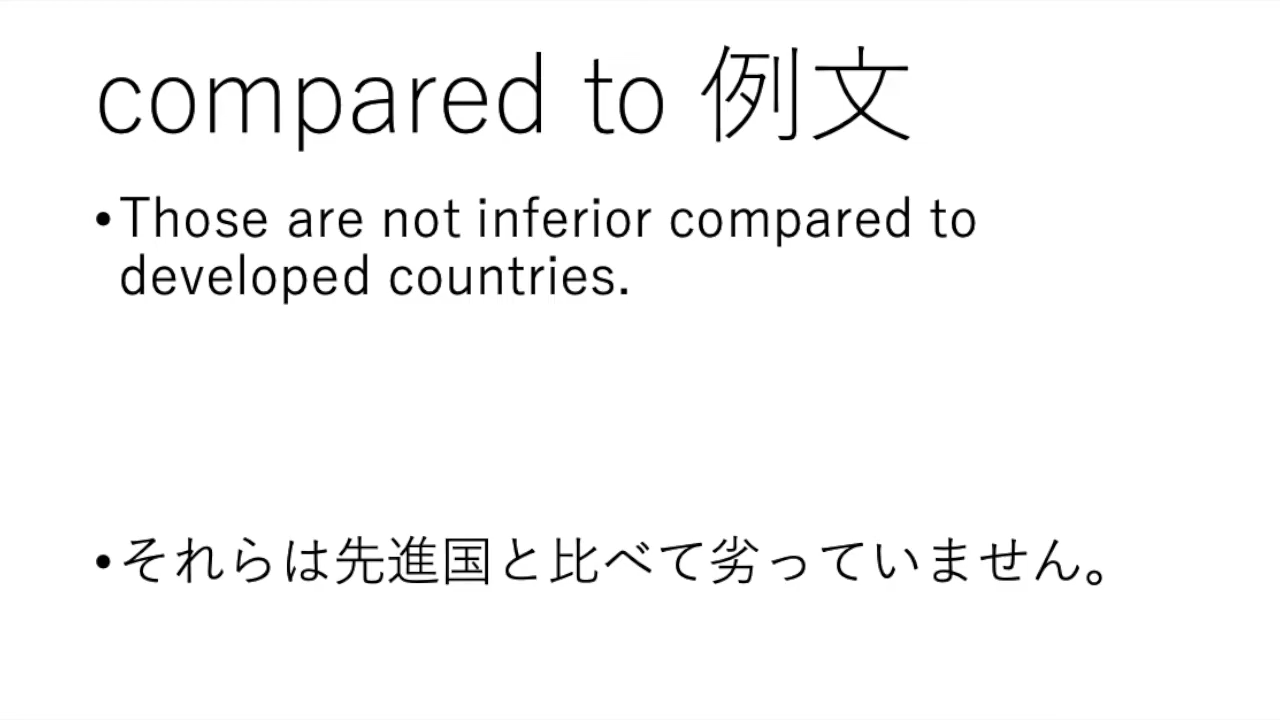 compared to 例文
•Those are not inferior compared to
developed countries.
•それらは先進国と比べて劣っていません。